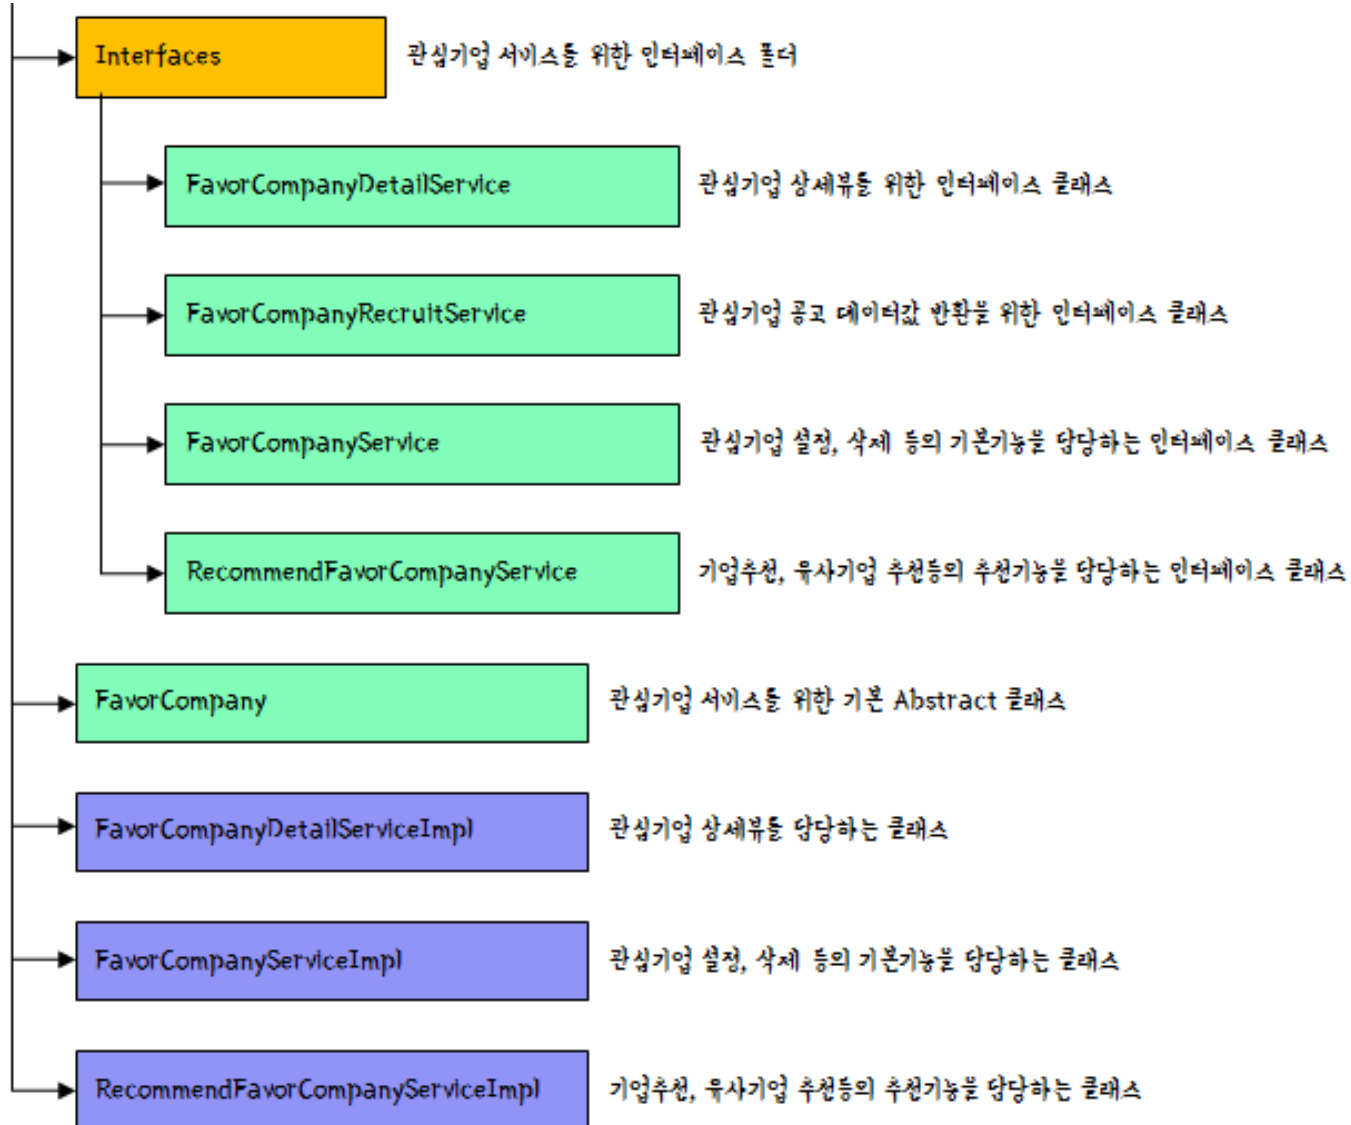 Interfaces 관심기업 서비스를 위한 인터페이스 폴더
FavorCompanyDetailService 관심기업 상세뷰를 위한 인터페이스 클래스
FavorCompanyRecruitService 관심기업 공고 데이터값 반환을 위한 인터페이스 클래스
FavorCompanyService 관심기업 설정, 삭제 등의 기본기능을 담당하는 인터페이스 클래스
RecommendFavorCompanyService 기업추천, 유사기업 추천등의 추천기능을 담당하는 인터페이스 클래스
FavorCompany 관심기업 서비스를 위한 기본 Abstract 클래스
FavorCompanyDetailServiceImpl 관심기업 상세뷰를 담당하는 클래스
FavorCompanyServiceImpl 관심기업 설정, 삭제 등의 기본기능을 담당하는 클래스
RecommendFavorCompanyServiceImpl 기업추천, 유사기업 추천등의 추천기능을 담당하는 클래스